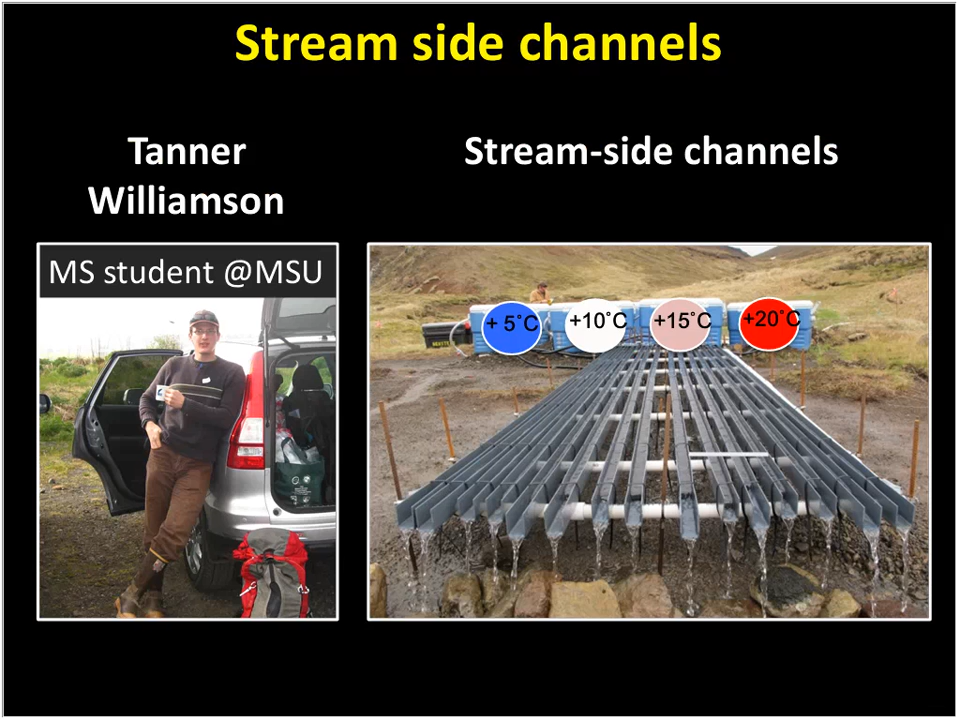 Stream side channels
Tanner
Williamson
Stream-side channels
MS student @MSU
+ 5˚C
+10˚C
+15˚C
+20˚C